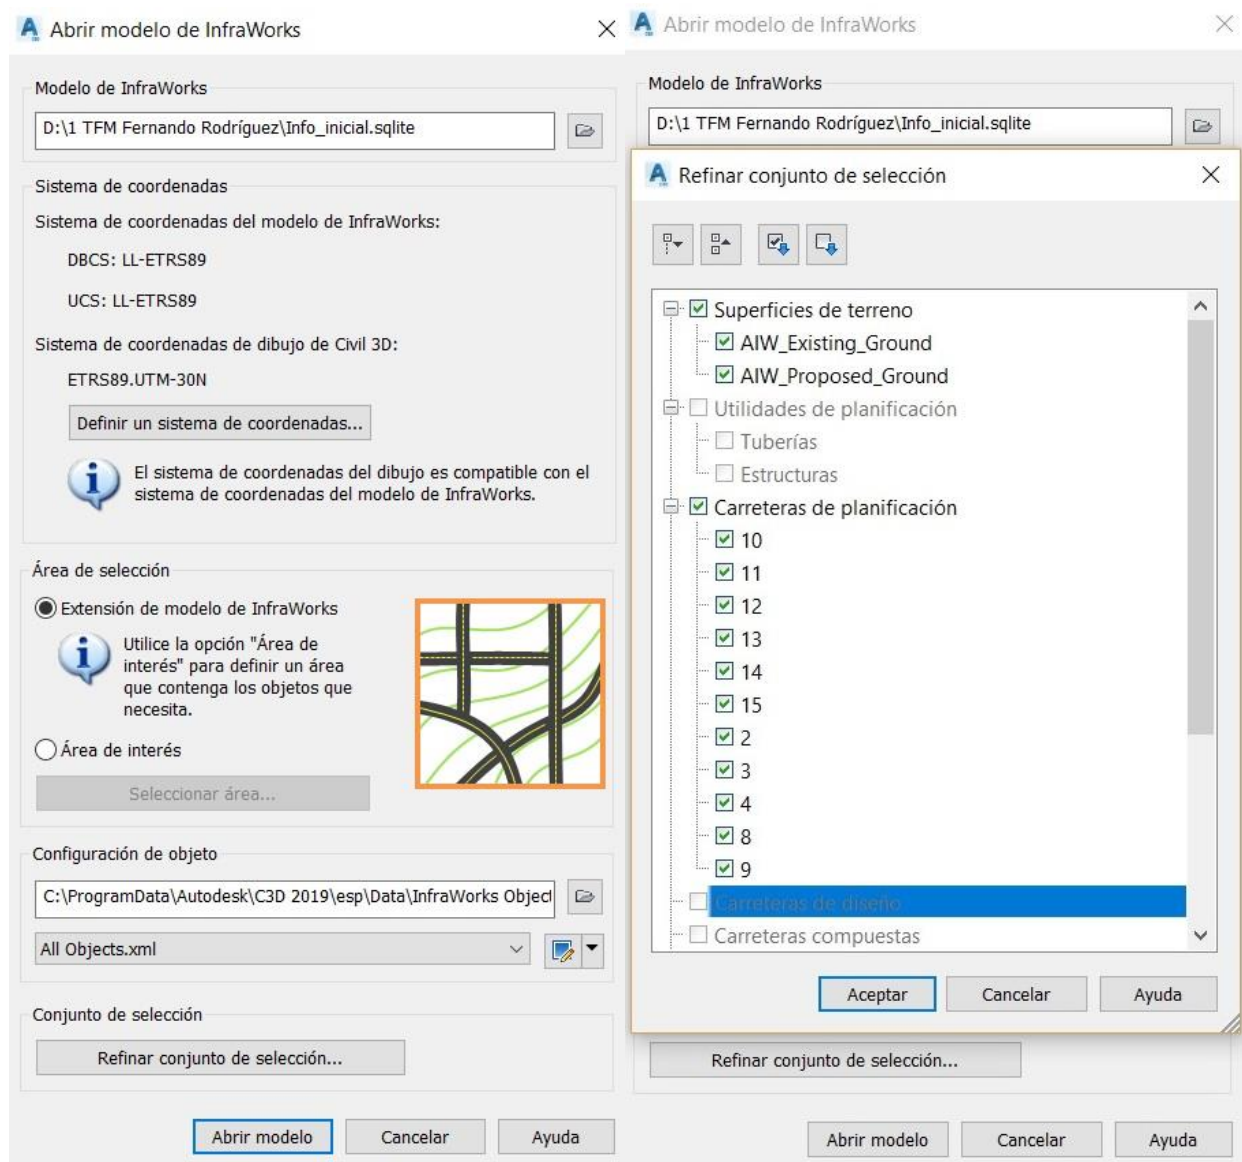 Abrir modelo de InfraWorks
Modelo de InfraWorks
D:\1 TFM Fernando Rodríguez\Info_inicial.sqlite
Sistema de coordenadas
Sistema de coordenadas del modelo de InfraWorks:
DBCS: LL-ETRS89
UCS: LL-ETRS89
Sistema de coordenadas de dibujo de Civil 3D:
ETRS89.UTM-30N
Definir un sistema de coordenadas...
El sistema de coordenadas del dibujo es compatible con el
sistema de coordenadas del modelo de InfraWorks.
Área de selección
Extensión de modelo de InfraWorks
Utilice la opción "Área de
interés" para definir un área
que contenga los objetos que
necesita.
Área de interés
Seleccionar área...
Configuración de objeto
C:\ProgramData\Autodesk\C3D 2019\esp\Data\InfraWorks Object
All Objects.xml
Conjunto de selección
Refinar conjunto de selección...
Abrir modelo
Cancelar
Ayuda
Abrir modelo de InfraWorks
Modelo de InfraWorks
D:\1 TFM Fernando Rodríguez\Info_inicial.sqlite
Refinar conjunto de selección
Superficies de terreno
AIW_Existing_Ground
AIW_Proposed_Ground
Utilidades de planificación
Tuberías
Estructuras
Carreteras de planificación
10
11
12
13
14
15
2
3
4
8
9
Carreteras de diseño
Carreteras compuestas
Aceptar
Cancelar
Ayuda
Refinar conjunto de selección...
Abrir modelo
Cancelar
Ayuda